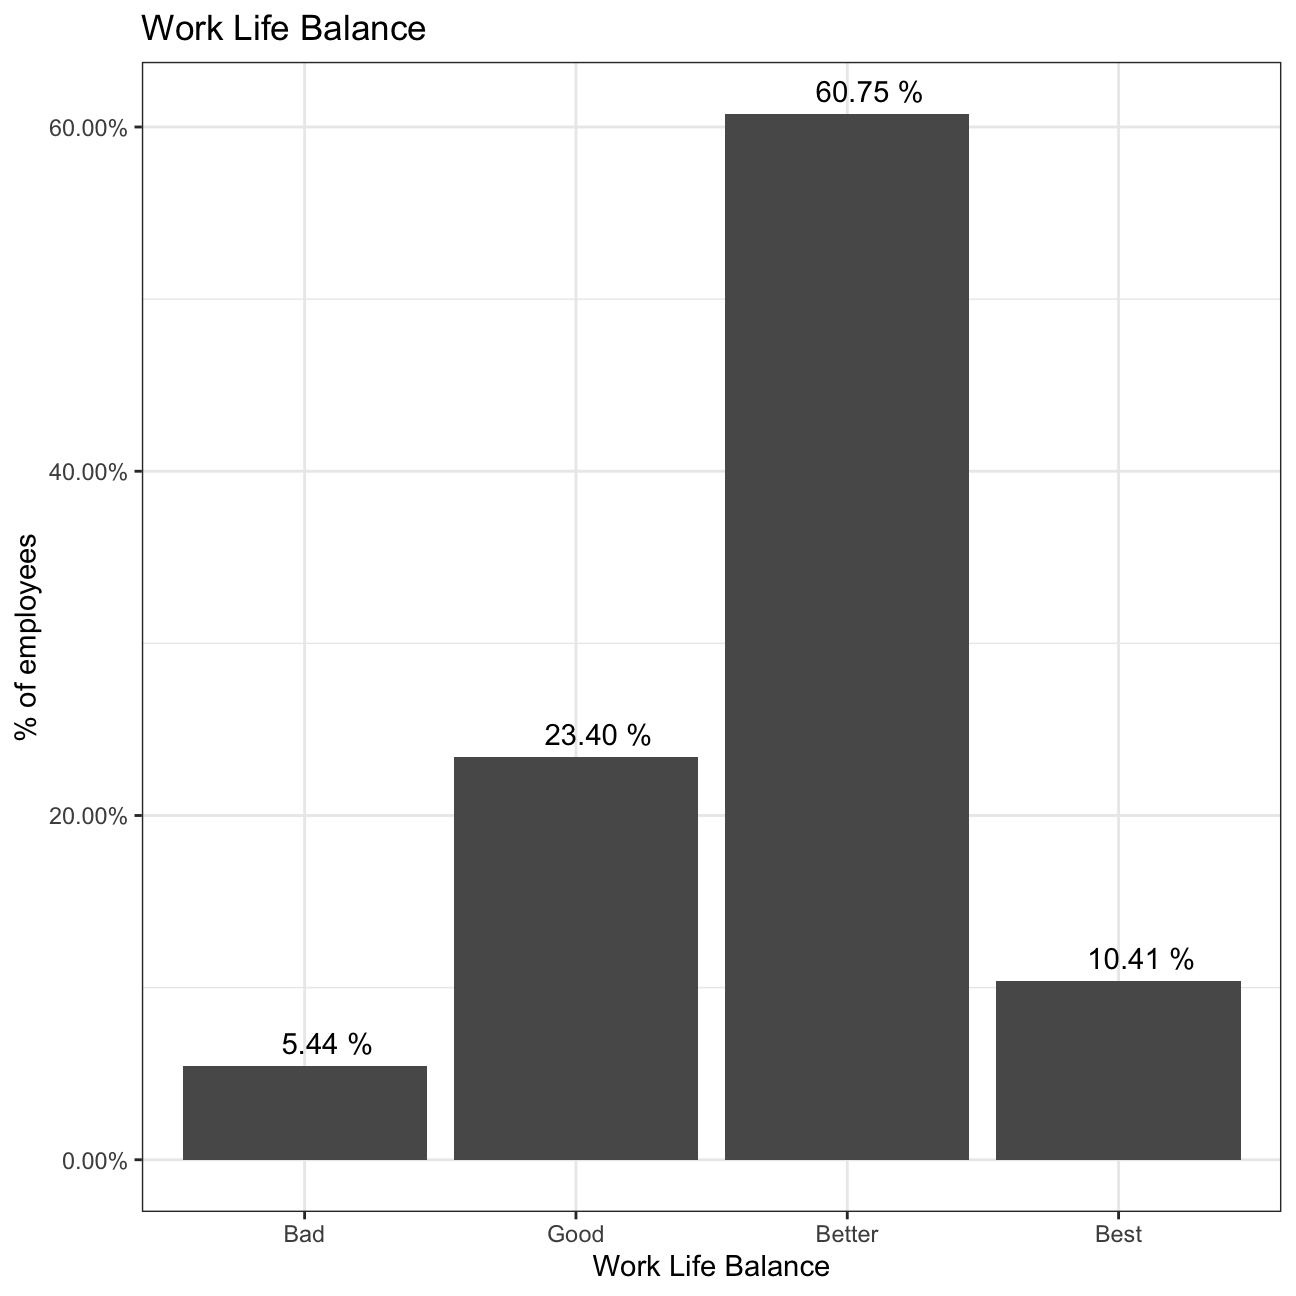 Work Life Balance
60.75 %
60.00%
40.00%
% of employees
23.40 %
20.00%
10.41 %
5.44 %
0.00%
Bad Good Better Best
Work Life Balance